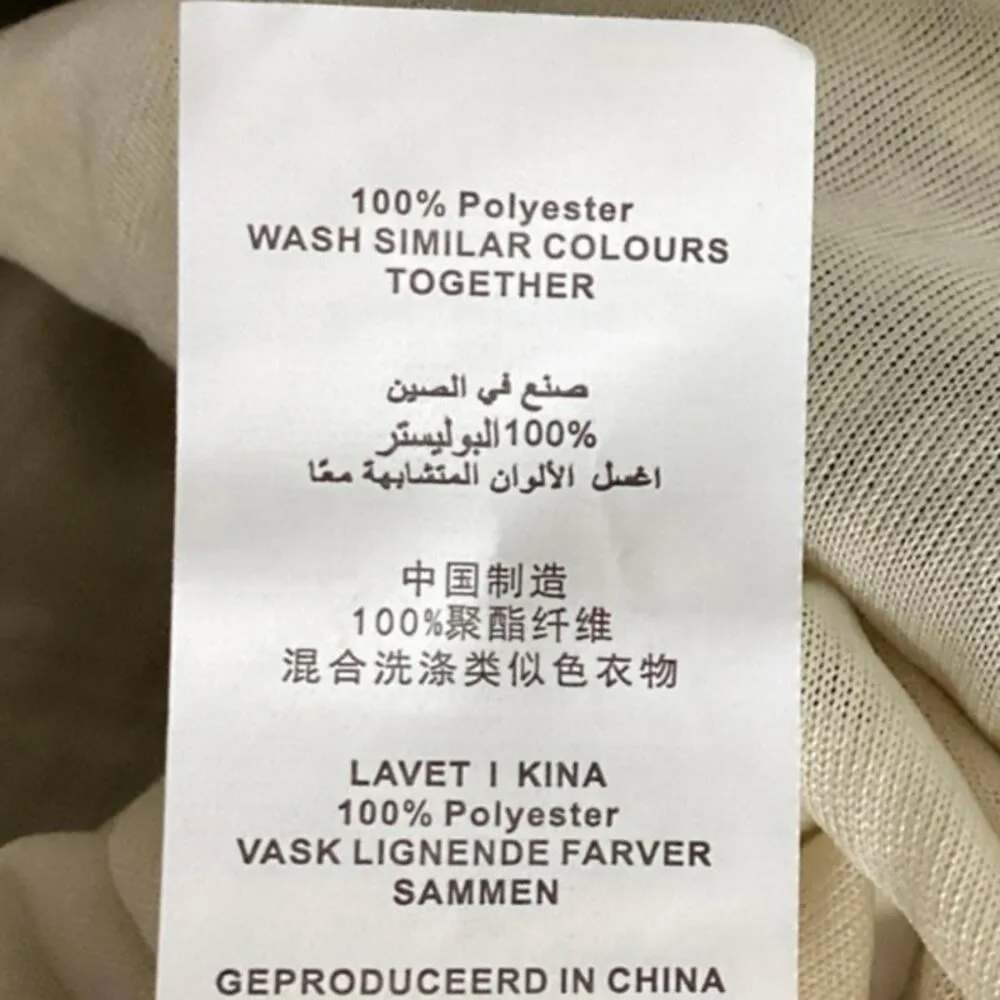 100% Polyester
WASH SIMILAR COLOURS
TOGETHER
صنع في الصين
100%البوليستر
اغسل الألوان المتشابهة معًا
中国制造
100%聚酯纤维
混合洗涤类似色衣物
LAVET I KINA
100% Polyester
VASK LIGNENDE FARVER
SAMMEN
GEPRODUCEERD IN CHINA